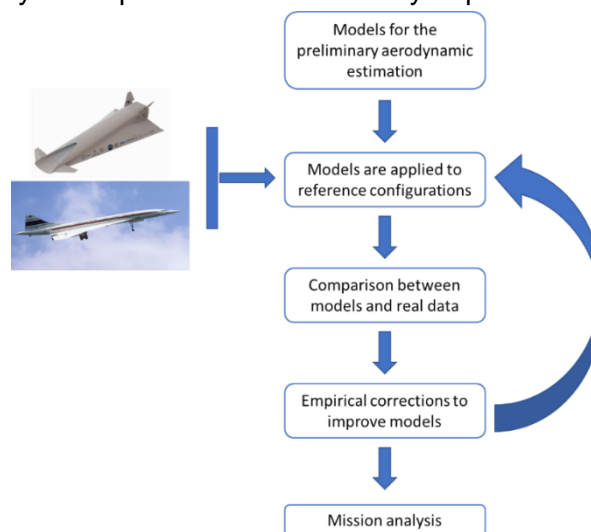 Models for the
preliminary aerodynamic
estimation
Models are applied to
reference configurations
Comparison between
models and real data
Empirical corrections to
improve models
Mission analysis